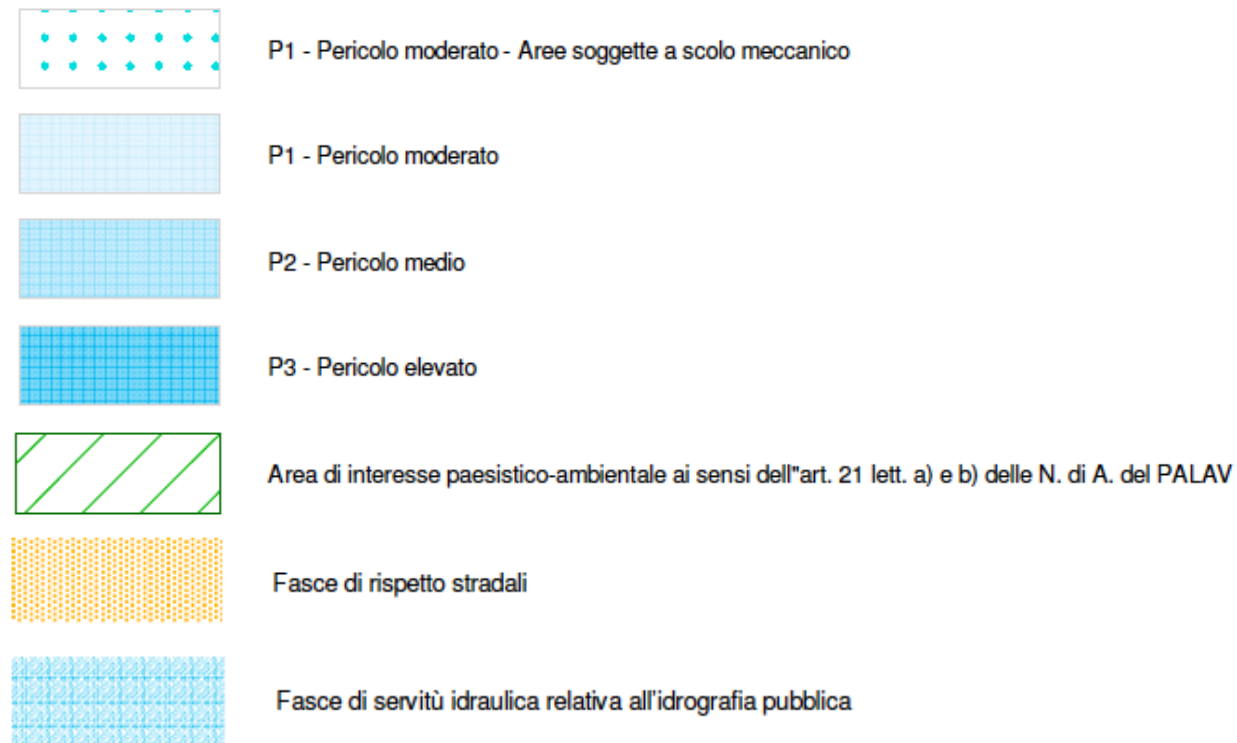 P1 - Pericolo moderato - Aree soggette a scolo meccanico
P1 - Pericolo moderato
P2 - Pericolo medio
P3 - Pericolo elevato
Area di interesse paesistico-ambientale ai sensi dell"art. 21 lett. a) e b) delle N. di A. del PALAV
Fasce di rispetto stradali
Fasce di servitù idraulica relativa all'idrografia pubblica